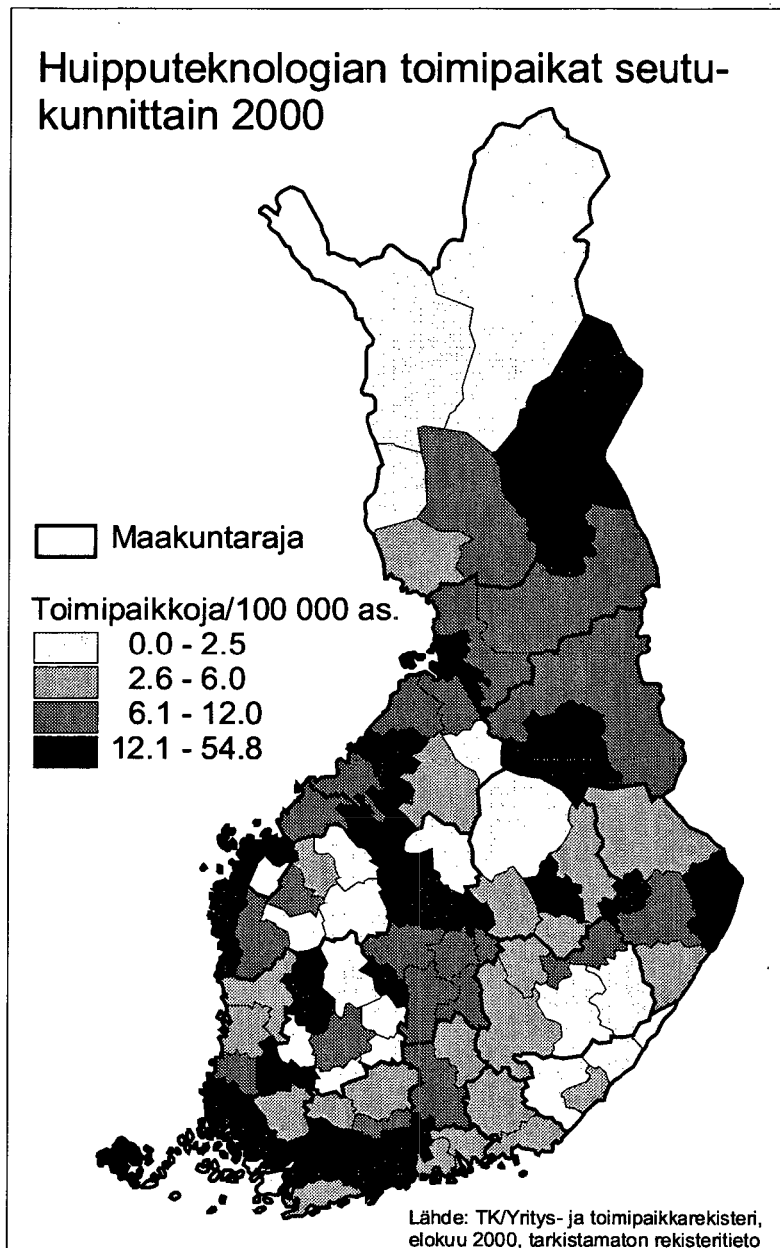 Huipputeknologian toimipaikat seutu-
kunnittain 2000
Maakuntaraja
Toimipaikkoja/100 000 as.
0.0 - 2.5
2.6 - 6.0
6.1 - 12.0
12.1 - 54.8
Lähde: TK/Yritys- ja toimipaikkarekisteri,
elokuu 2000, tarkistamaton rekisteritieto